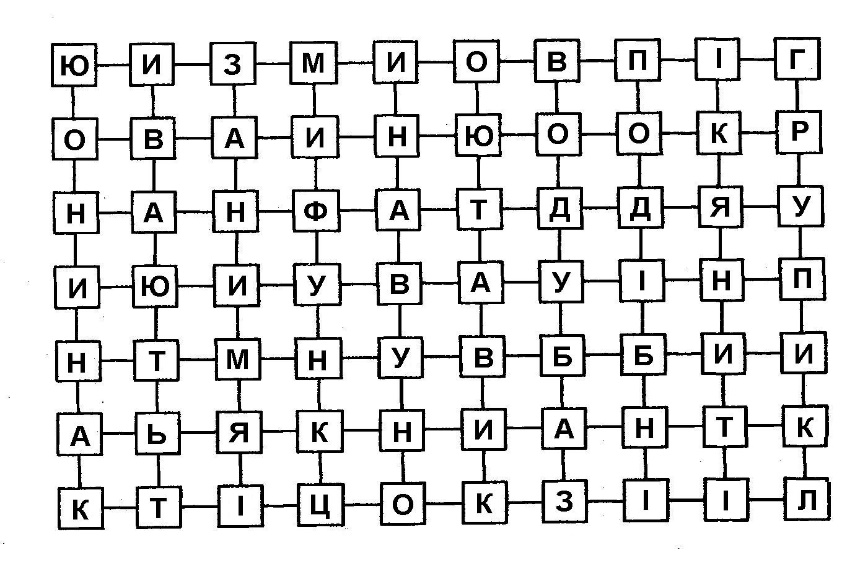 Ю И З М И О В П І Г
О В А И Н Ю О О К Р
Н А Н Ф А Т Д Д Я У
И Ю И У В А У І Н П
Н Т М Н У В Б Б И И
А Ь Я К Н И А Н Т К
К Т І Ц О К З І І Л